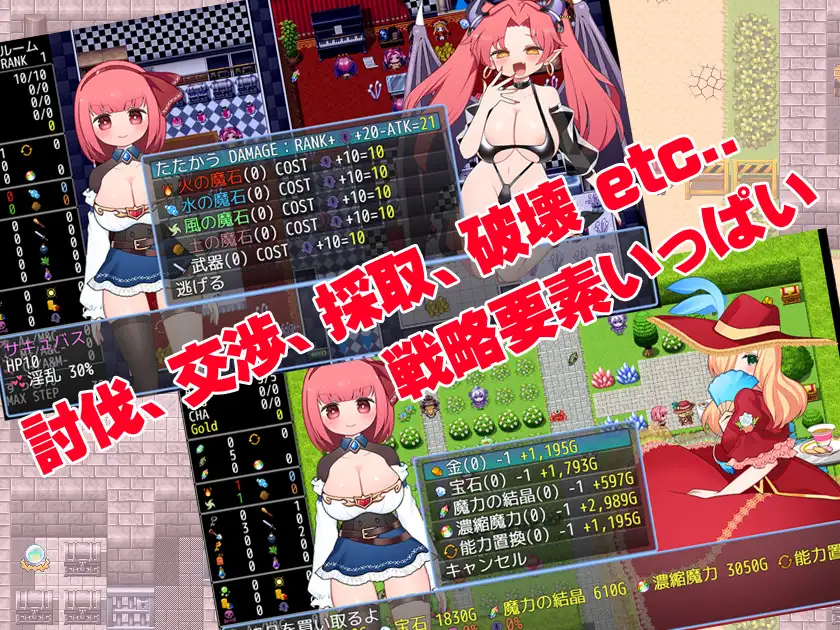 ルーム
RANK
10/10
0/0
0/0
0/0
0
たたかう DAMAGE：RANK+ +20-ATK=21
火の魔石(0) COST +10=10
水の魔石(0) COST +10=10
風の魔石(0) COST +10=10
土の魔石(0) COST +10=10
武器(0) COST +10=10
逃げる
サキュバス
HP10
淫乱 30%
MAX STEP
討伐、交渉、採取、破壊 etc..
戦略要素いっぱい
CHA
Gold
0/0
0/0
0
金(0) -1 +1,195G
宝石(0) -1 +1,793G
魔力の結晶(0) -1 +597G
濃縮魔力(0) -1 +2,989G
能力置換(0) -1 +1,195G
キャンセル
を買い取るよ
宝石 1830G
魔力の結晶 610G
濃縮魔力 3050G
能力置
0%